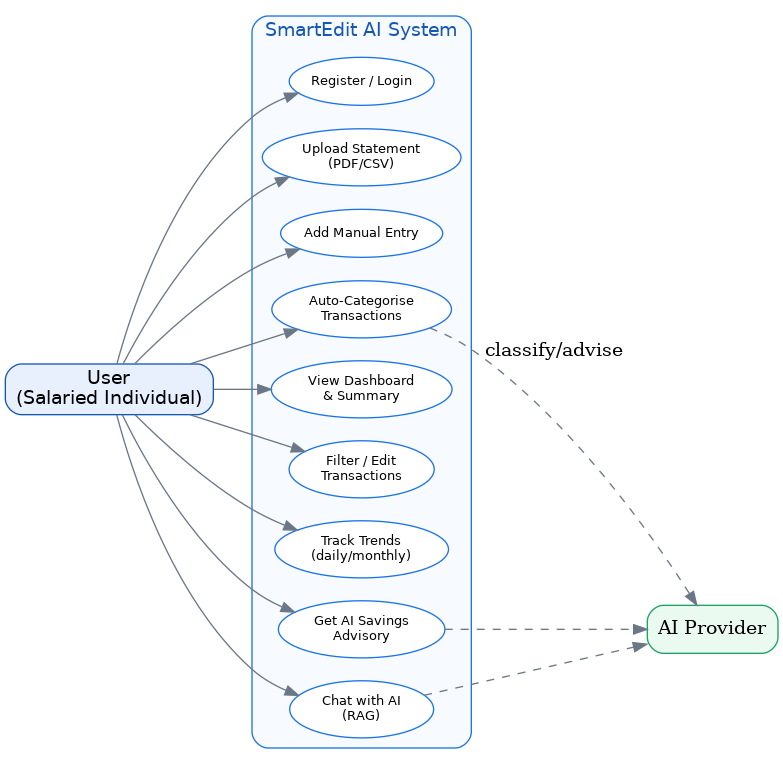 SmartEdit AI System
Register / Login
Upload Statement
(PDF/CSV)
Add Manual Entry
Auto-Categorise
Transactions
classify/advise
User
(Salaried Individual)
View Dashboard
& Summary
Filter / Edit
Transactions
Track Trends
(daily/monthly)
Get AI Savings
Advisory
AI Provider
Chat with AI
(RAG)